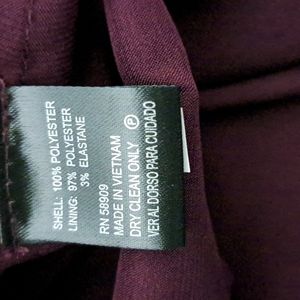 SHELL: 100% POLYESTER
LINING: 97% POLYESTER
3% ELASTANE
RN 58909
MADE IN VIETNAM
DRY CLEAN ONLY
VER AL DORSO PARA CUIDADO